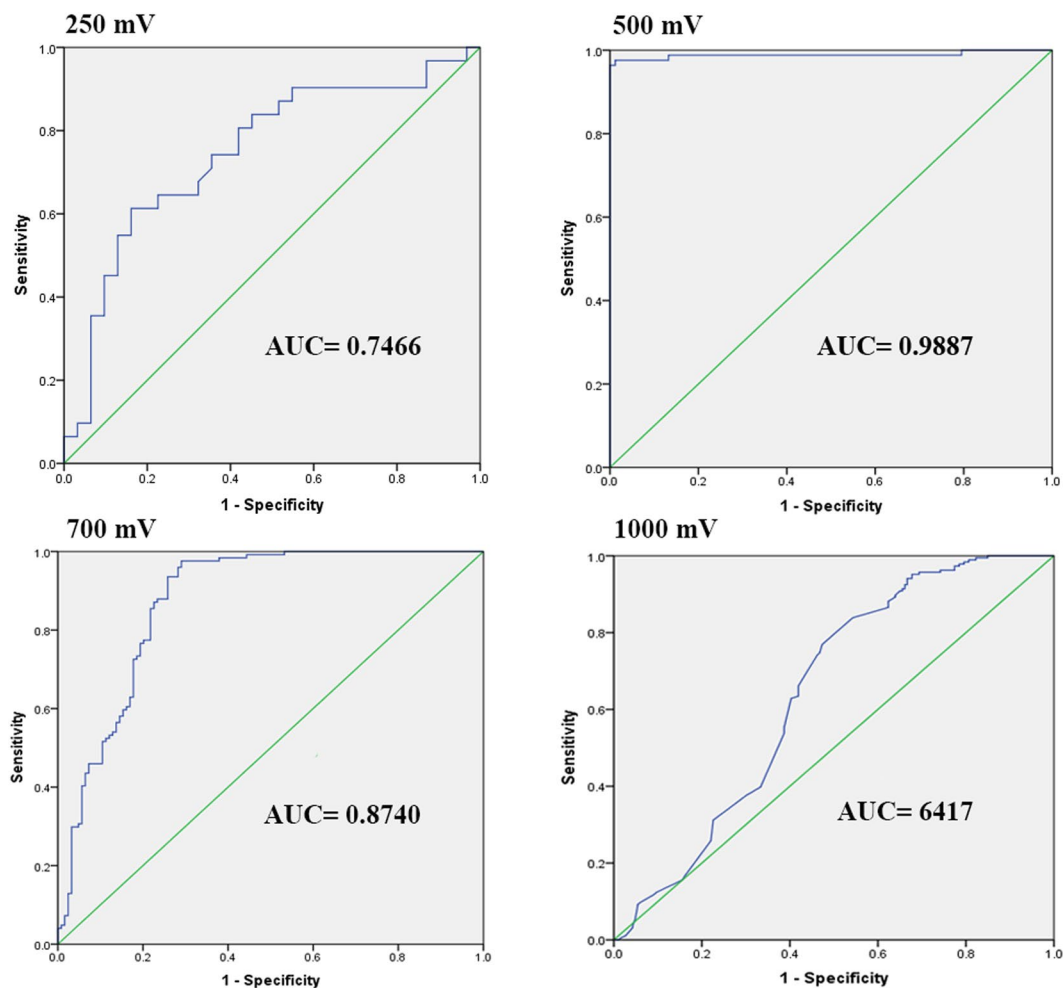 250 mV
1.0
0.8
0.6
0.4
0.2
0.0
Sensitivity
AUC= 0.7466
0.0 0.2 0.4 0.6 0.8 1.0
1 - Specificity
500 mV
1.0
0.8
0.6
0.4
0.2
0.0
Sensitivity
AUC= 0.9887
0.0 0.2 0.4 0.6 0.8 1.0
1 - Specificity
700 mV
1.0
0.8
0.6
0.4
0.2
0.0
Sensitivity
AUC= 0.8740
0.0 0.2 0.4 0.6 0.8 1.0
1 - Specificity
1000 mV
1.0
0.8
0.6
0.4
0.2
0.0
Sensitivity
AUC= 6417
0.0 0.2 0.4 0.6 0.8 1.0
1 - Specificity